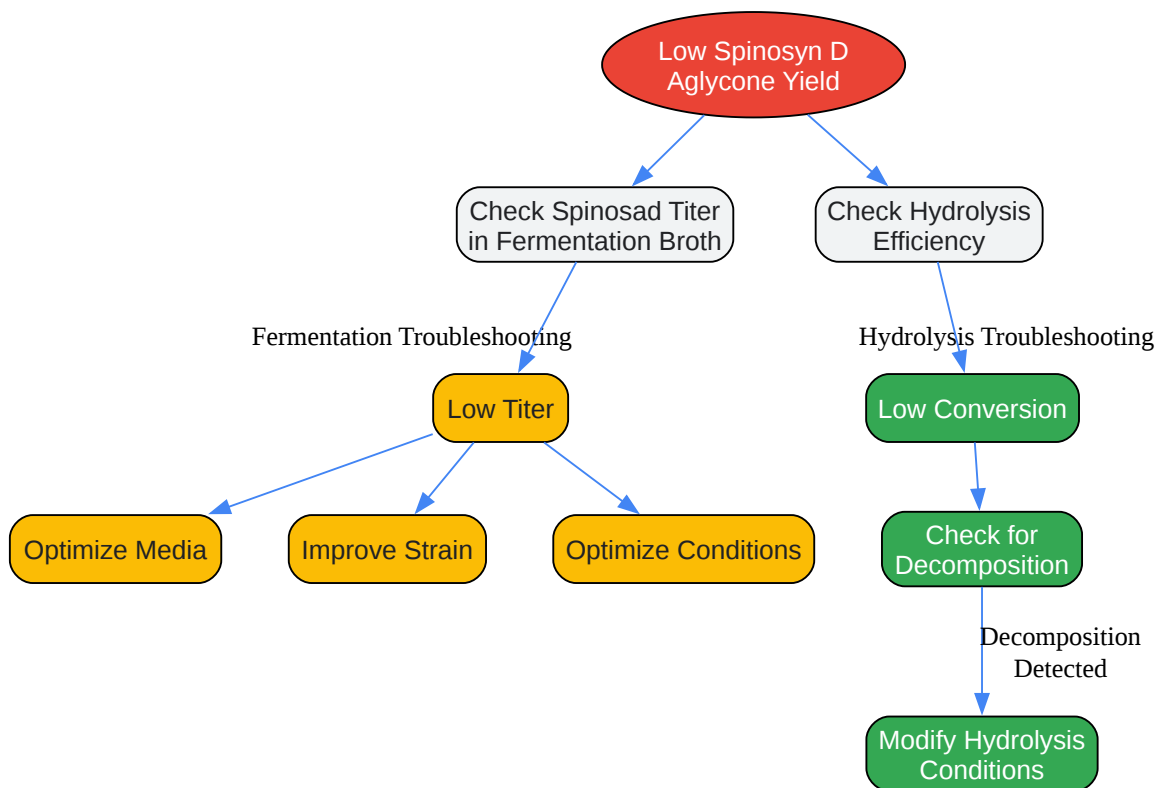 Low Spinosyn D
Aglycone Yield
Check Spinosad Titer
in Fermentation Broth
Check Hydrolysis
Efficiency
Fermentation Troubleshooting
Hydrolysis Troubleshooting
Low Titer
Low Conversion
Optimize Media
Improve Strain
Optimize Conditions
Check for
Decomposition
Decomposition
Detected
Modify Hydrolysis
Conditions